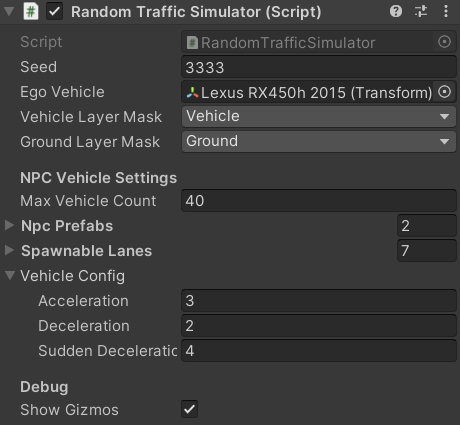 Random Traffic Simulator (Script)
Script RandomTrafficSimulator
Seed 3333
Ego Vehicle Lexus RX450h 2015 (Transform)
Vehicle Layer Mask Vehicle
Ground Layer Mask Ground
NPC Vehicle Settings
Max Vehicle Count 40
Npc Prefabs 2
Spawnable Lanes 7
Vehicle Config
Acceleration 3
Deceleration 2
Sudden Deceleratic 4
Debug
Show Gizmos